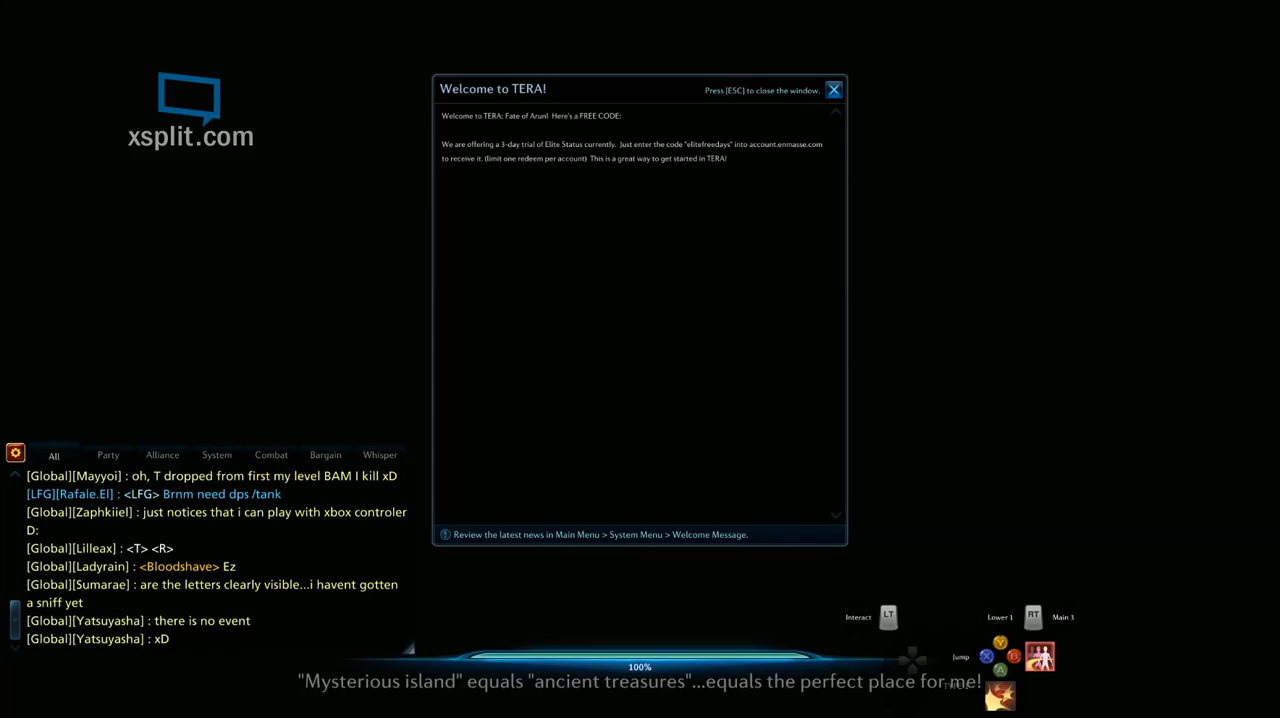 xsplit.com
Welcome to TERA!
Press [ESC] to close the window.
Welcome to TERA: Fate of Arun! Here's a FREE CODE:
We are offering a 3-day trial of Elite Status currently. Just enter the code "elitefreedays" into account.enmasse.com
to receive it. (limit one redeem per account) This is a great way to get started in TERA!
Review the latest news in Main Menu > System Menu > Welcome Message.
All Party Alliance System Combat Bargain Whisper
[Global][Mayyoi] : oh, T dropped from first my level BAM I kill xD
[LFG][Rafale.El] : <LFG> Brnm need dps /tank
[Global][Zaphkiiel] : just notices that i can play with xbox controler
D:
[Global][Lilleax] : <T> <R>
[Global][Ladyrain] : <Bloodshave> Ez
[Global][Sumarae] : are the letters clearly visible...i havent gotten
a sniff yet
[Global][Yatsuyasha] : there is no event
[Global][Yatsuyasha] : xD
Interact LT Lower 1 RT Main 3
Y
Jump X B
A
100%
"Mysterious island" equals "ancient treasures"...equals the perfect place for me!